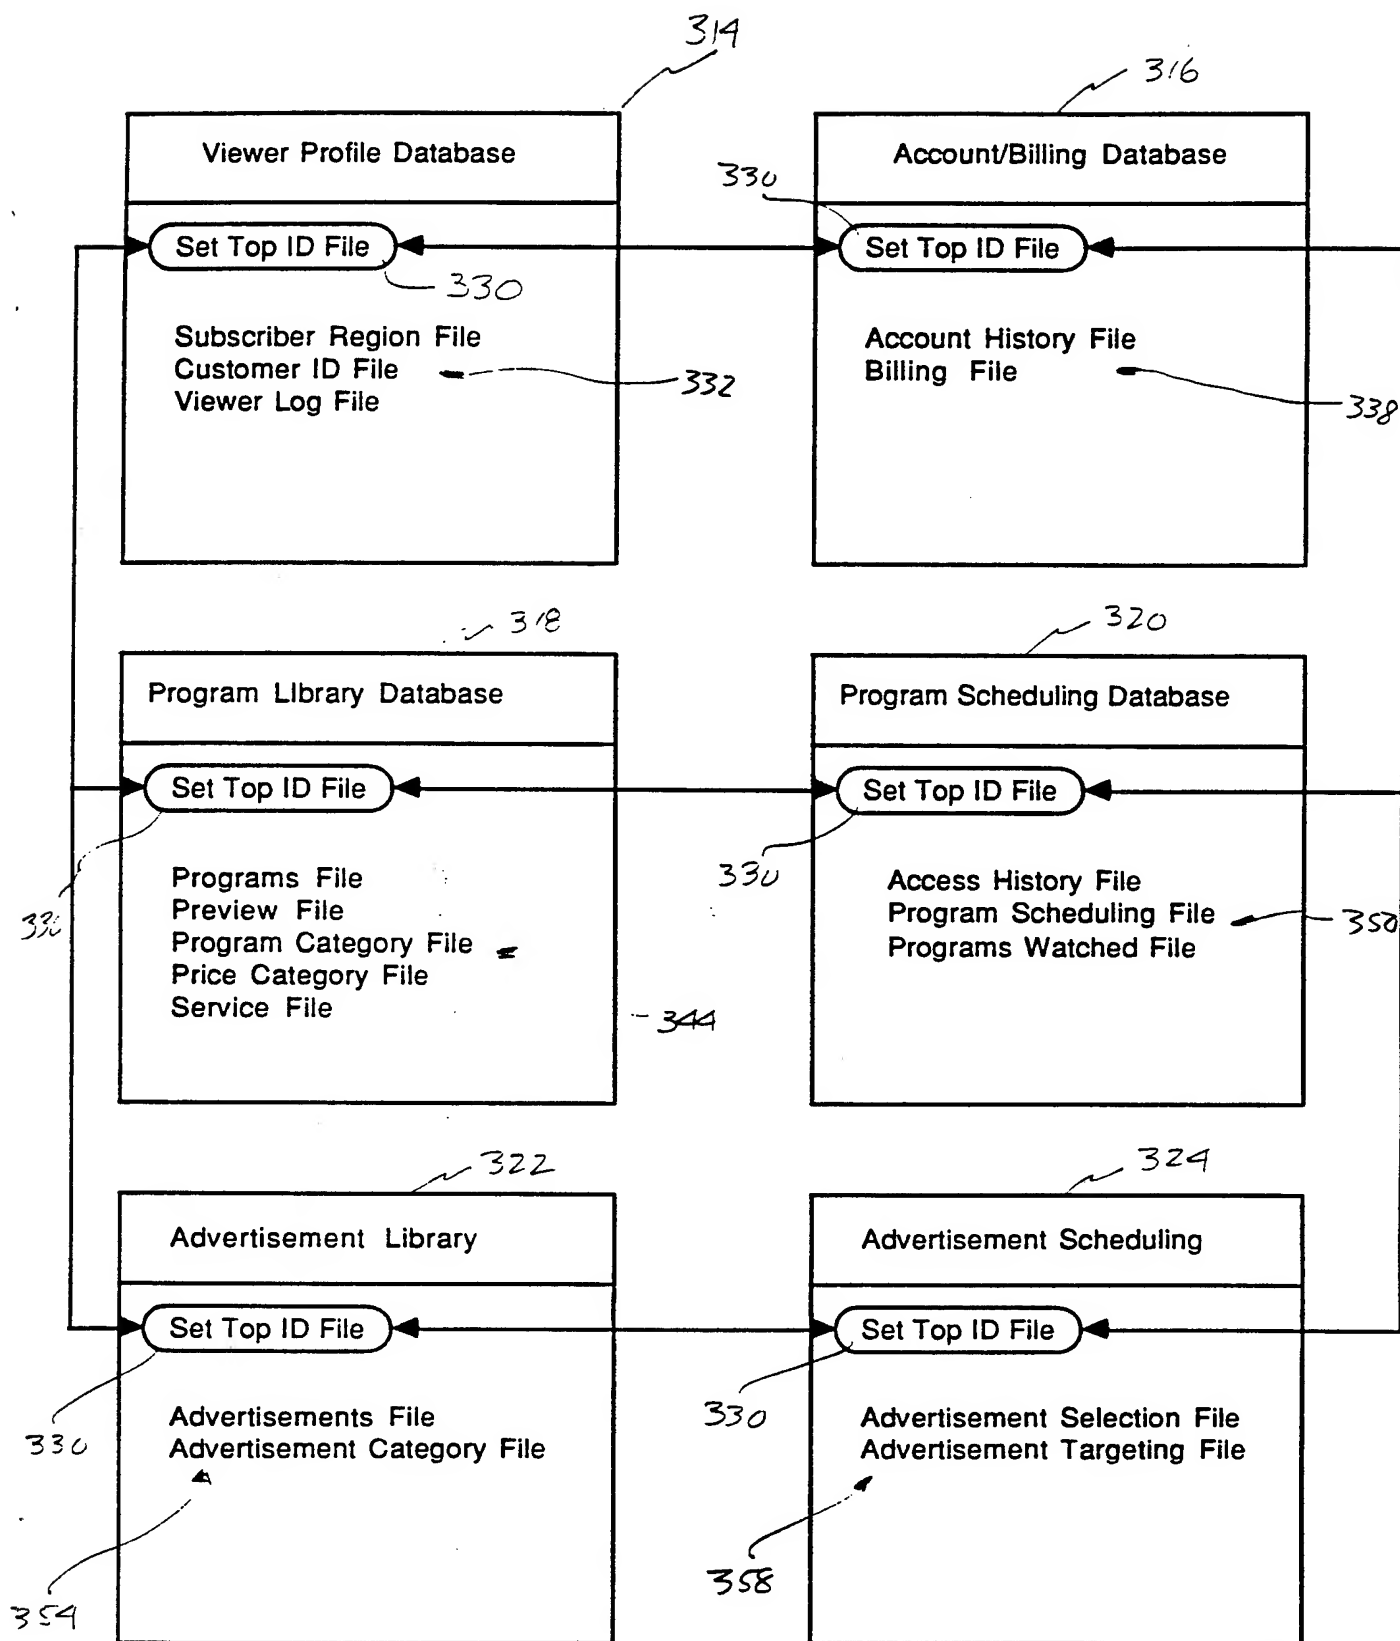 314
316
Viewer Profile Database
Account/Billing Database
330
Set Top ID File
Set Top ID File
330
Subscriber Region File
Customer ID File
Viewer Log File
332
Account History File
Billing File
338
318
320
Program LIbrary Database
Program Scheduling Database
Set Top ID File
Set Top ID File
330
330
Programs File
Preview File
Program Category File
Price Category File
Service File
344
Access History File
Program Scheduling File
Programs Watched File
350
322
324
Advertisement Library
Advertisement Scheduling
Set Top ID File
Set Top ID File
330
330
Advertisements File
Advertisement Category File
354
Advertisement Selection File
Advertisement Targeting File
358